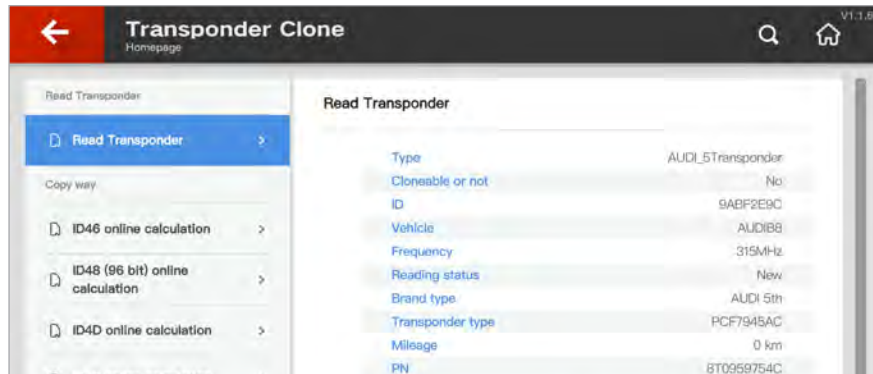 Transponder Clone
Homepage
V1.1.6
Read Transponder
Read Transponder
Copy way
ID46 online calculation
ID48 (96 bit) online
calculation
ID4D online calculation
Read Transponder
Type AUDI_5Transponder
Cloneable or not No
ID 9ABF2E9C
Vehicle AUDIB8
Frequency 315MHz
Reading status New
Brand type AUDI 5th
Transponder type PCF7945AC
Mileage 0 km
PN 8T0959754C